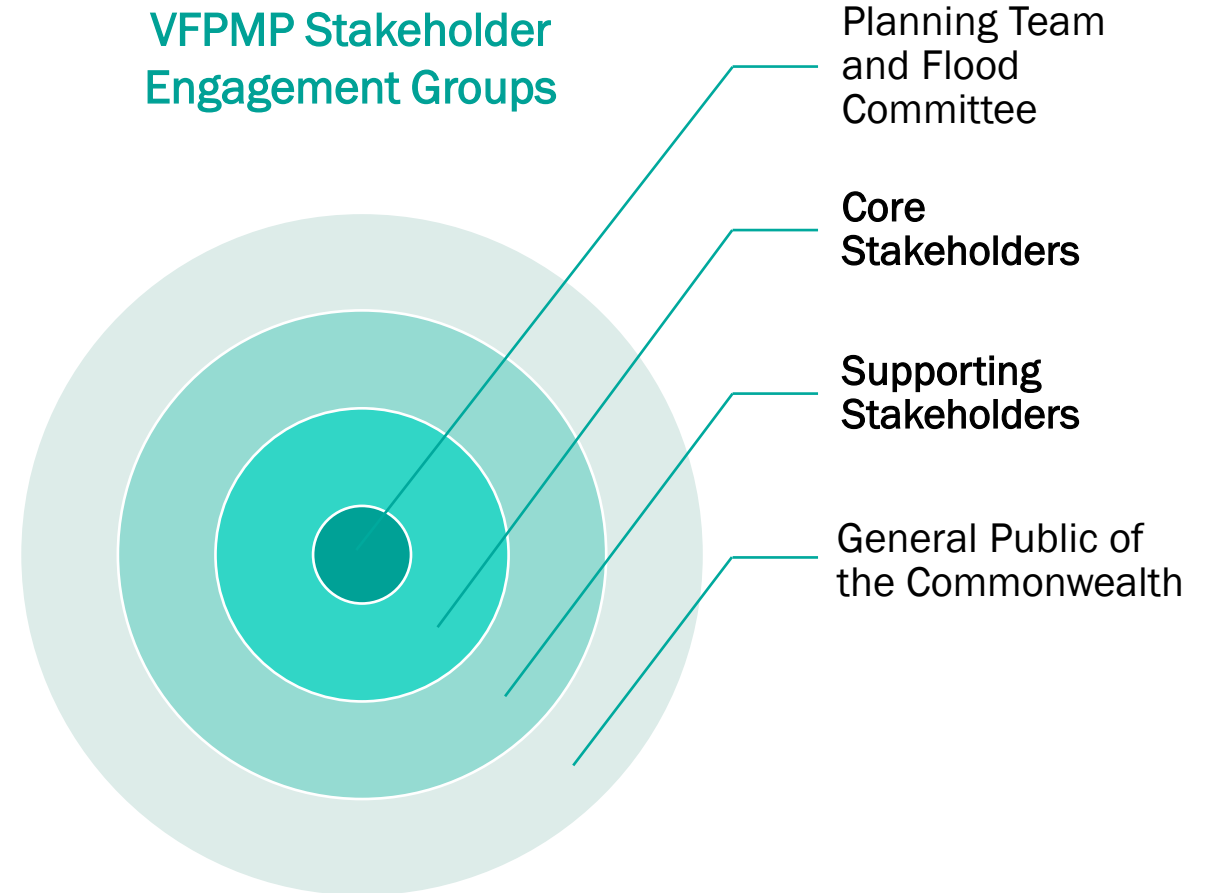 VFPMP Stakeholder
Engagement Groups
Planning Team
and Flood
Committee
Core
Stakeholders
Supporting
Stakeholders
General Public of
the Commonwealth